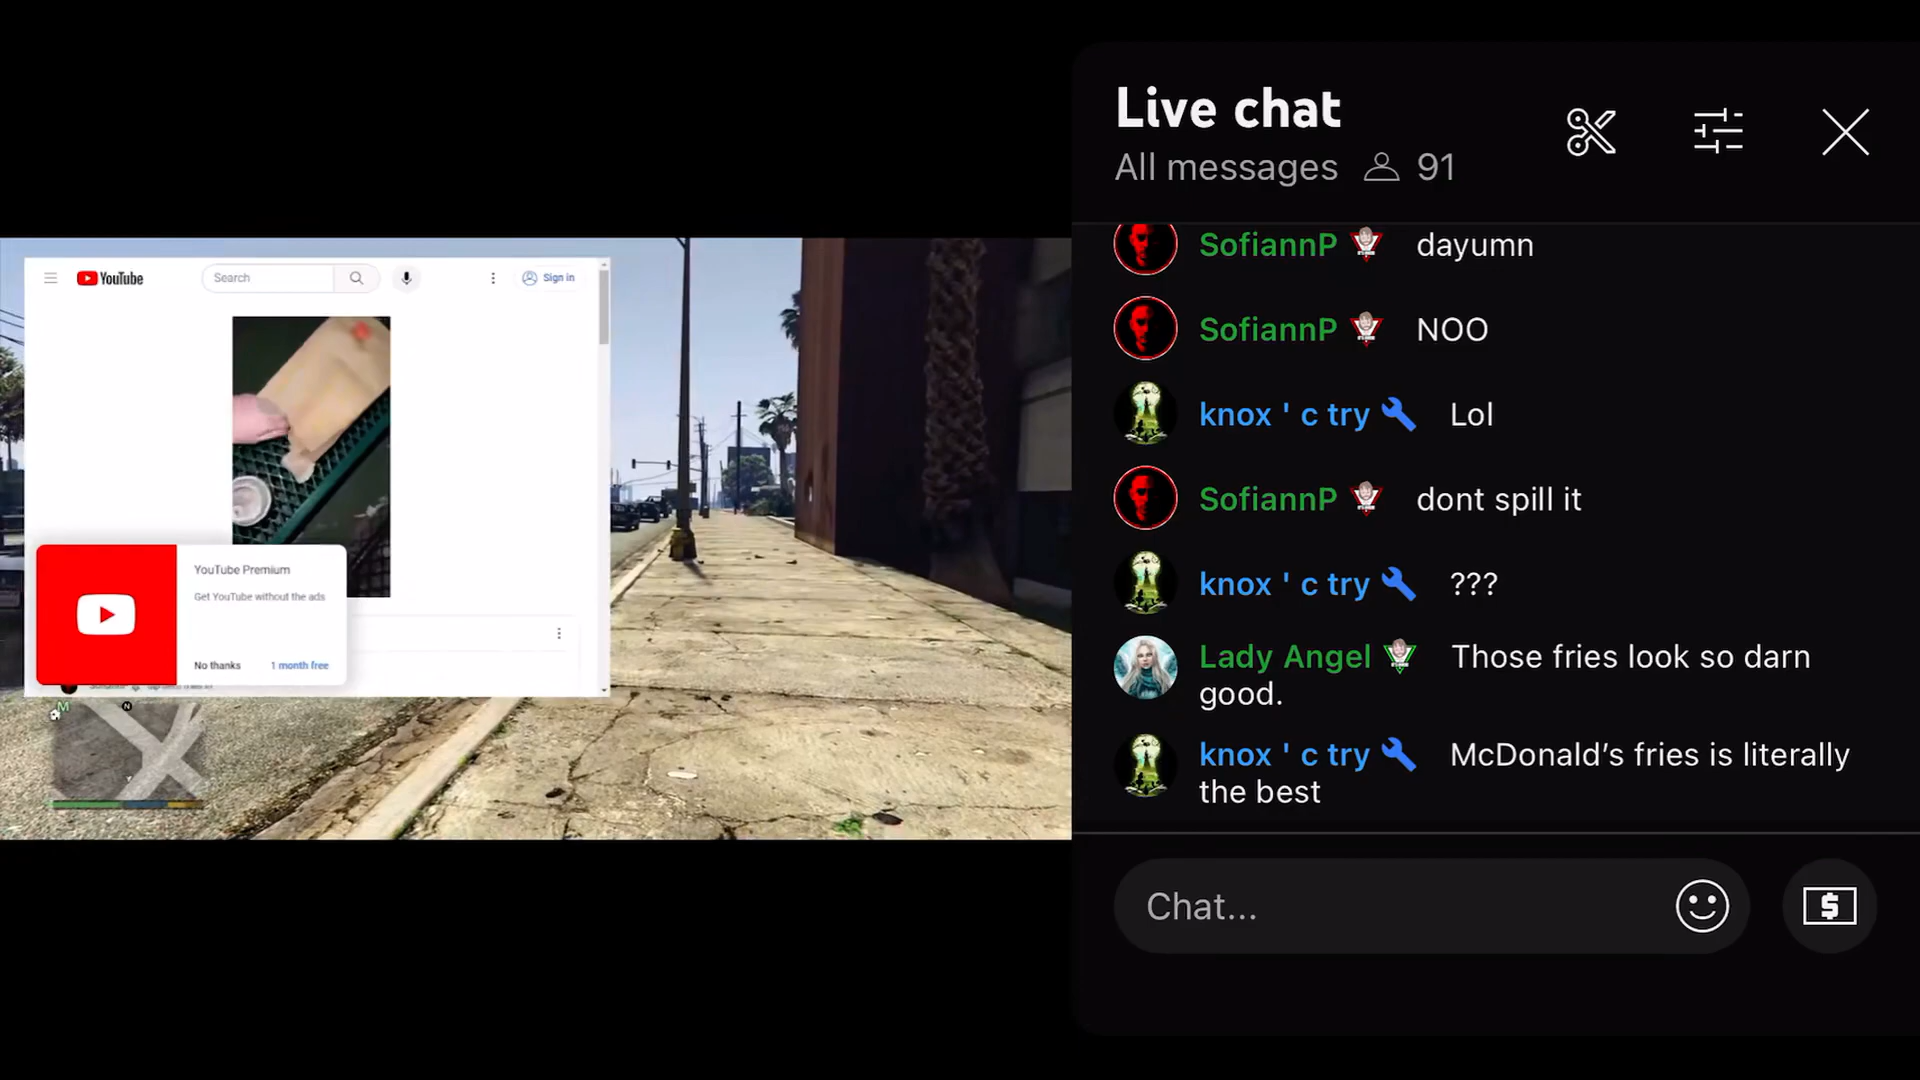 YouTube
Search
Sign in
YouTube Premium
Get YouTube without the ads
No thanks
1 month free
M
N
Live chat
All messages 91
SofiannP dayumn
SofiannP NOO
knox ' c try Lol
SofiannP dont spill it
knox ' c try ???
Lady Angel Those fries look so darn
good.
knox ' c try McDonald’s fries is literally
the best
Chat...
$